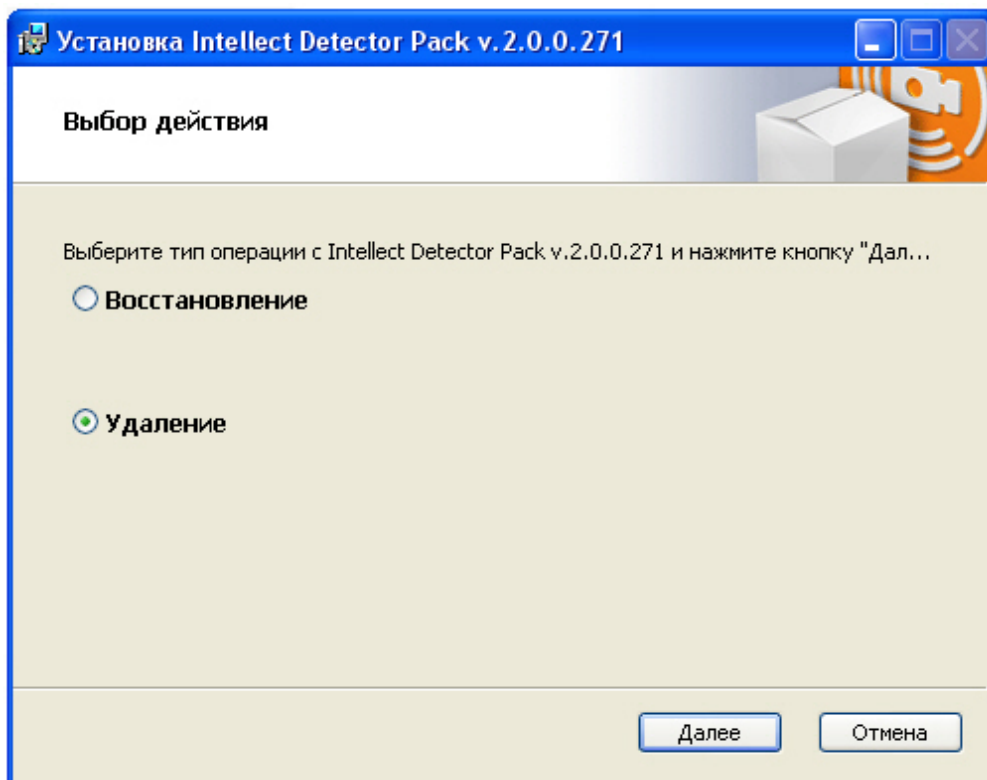 Установка Intellect Detector Pack v.2.0.0.271
Выбор действия
Выберите тип операции с Intellect Detector Pack v.2.0.0.271 и нажмите кнопку "Дал...
Восстановление
Удаление
Далее
Отмена